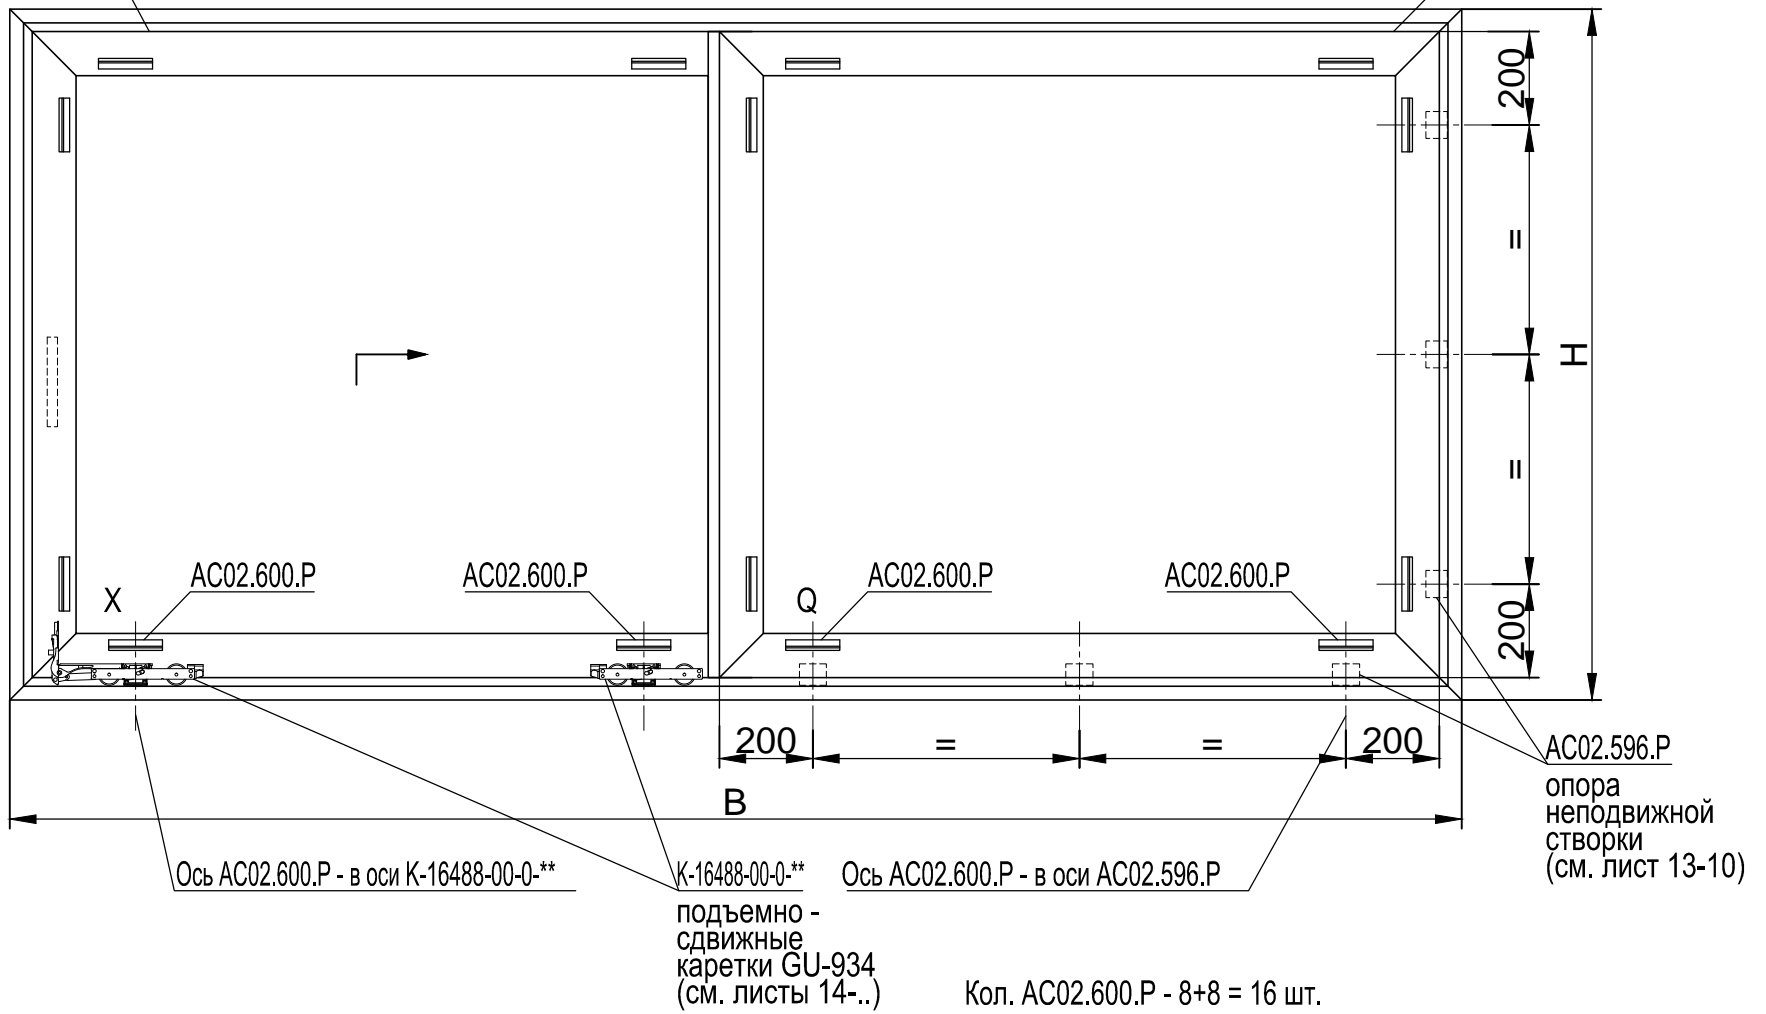 200
=
H
=
X
AC02.600.P
AC02.600.P
Q
AC02.600.P
AC02.600.P
200
200
=
=
200
B
AC02.596.P
опора
неподвижной
створки
(см. лист 13-10)
Ось AC02.600.P - в оси K-16488-00-0-**
K-16488-00-0-**
Ось AC02.600.P - в оси AC02.596.P
подъемно -
сдвижные
каретки GU-934
(см. листы 14-..)
Кол. AC02.600.P - 8+8 = 16 шт.